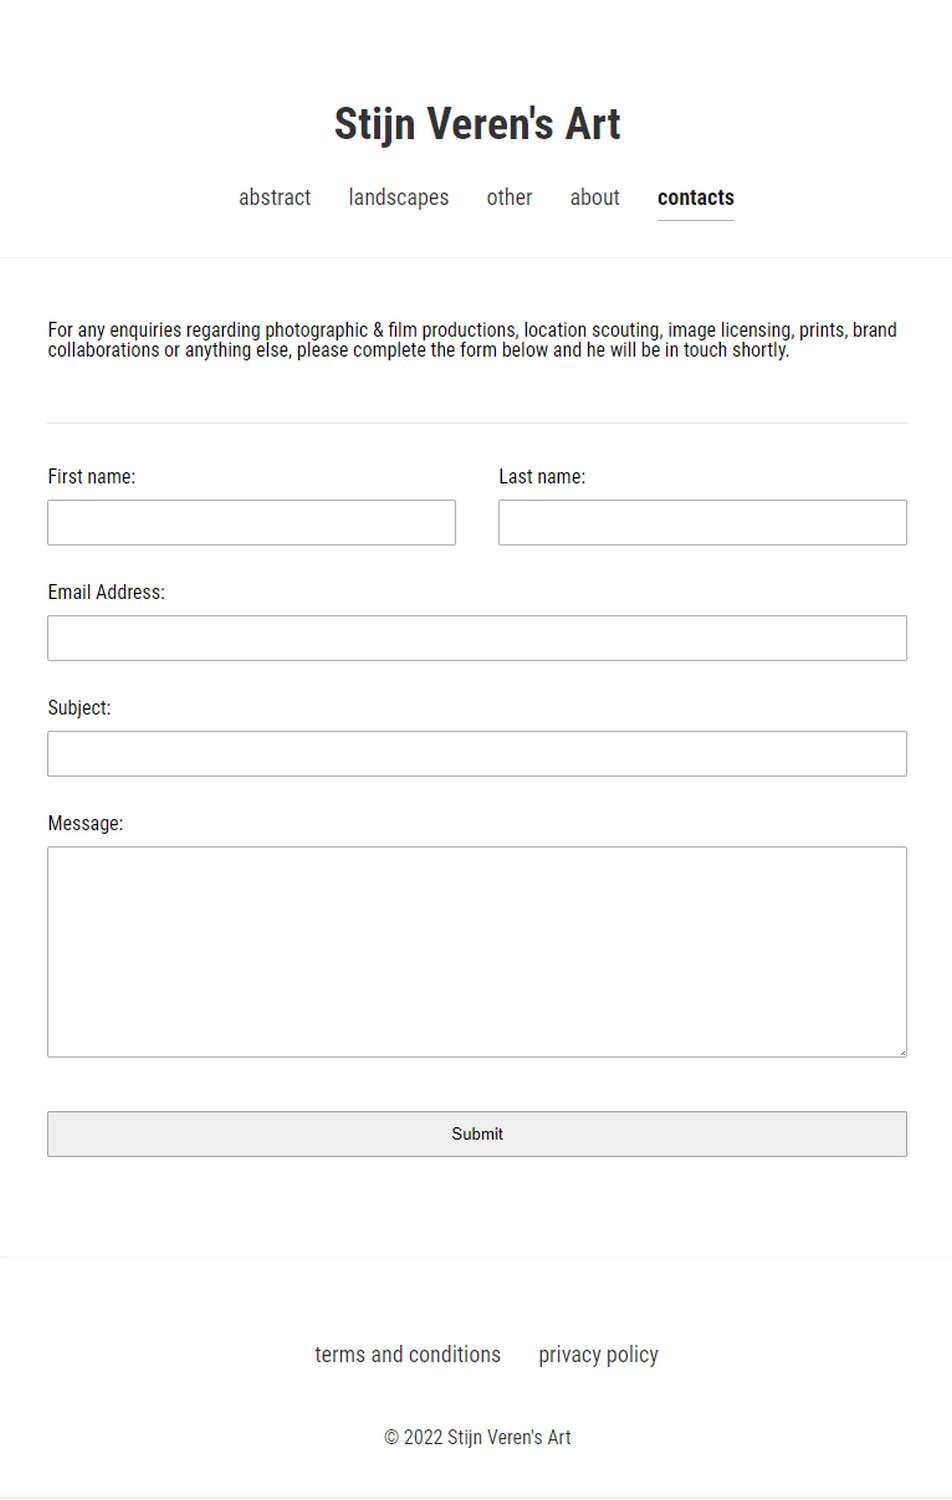 Stijn Veren's Art
abstract landscapes other about contacts
For any enquiries regarding photographic & film productions, location scouting, image licensing, prints, brand
collaborations or anything else, please complete the form below and he will be in touch shortly.
First name: Last name:
Email Address:
Subject:
Message:
Submit
terms and conditions privacy policy
© 2022 Stijn Veren's Art